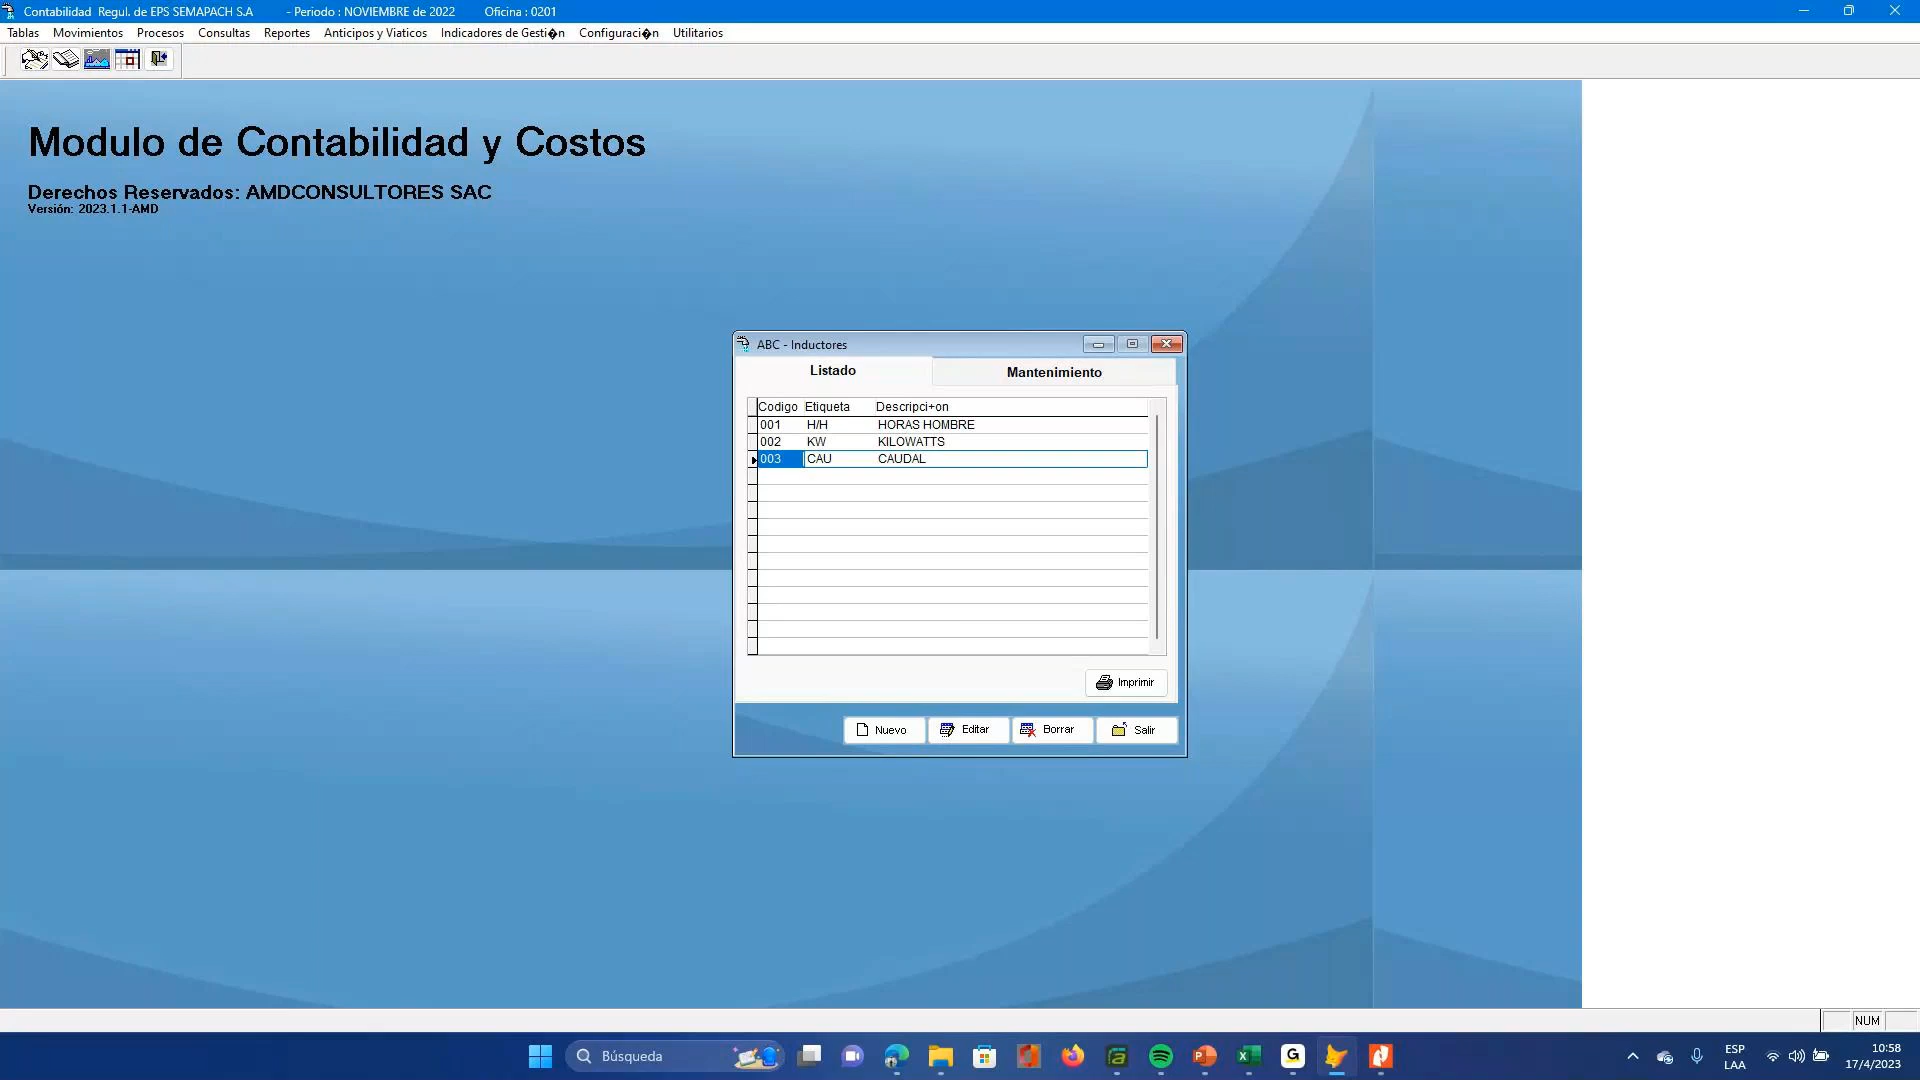 Contabilidad Regul. de EPS SEMAPACH S.A - Periodo : NOVIEMBRE de 2022 Oficina : 0201
Tablas Movimientos Procesos Consultas Reportes Anticipos y Viaticos Indicadores de Gesti�n Configuraci�n Utilitarios
Modulo de Contabilidad y Costos
Derechos Reservados: AMDCONSULTORES SAC
Versión: 2023.1.1-AMD
ABC - Inductores
Listado Mantenimiento
Codigo Etiqueta Descripci+on
001 H/H HORAS HOMBRE
002 KW KILOWATTS
003 CAU CAUDAL
Imprimir
Nuevo Editar Borrar Salir
NUM
Búsqueda
ESP
LAA
10:58
17/4/2023